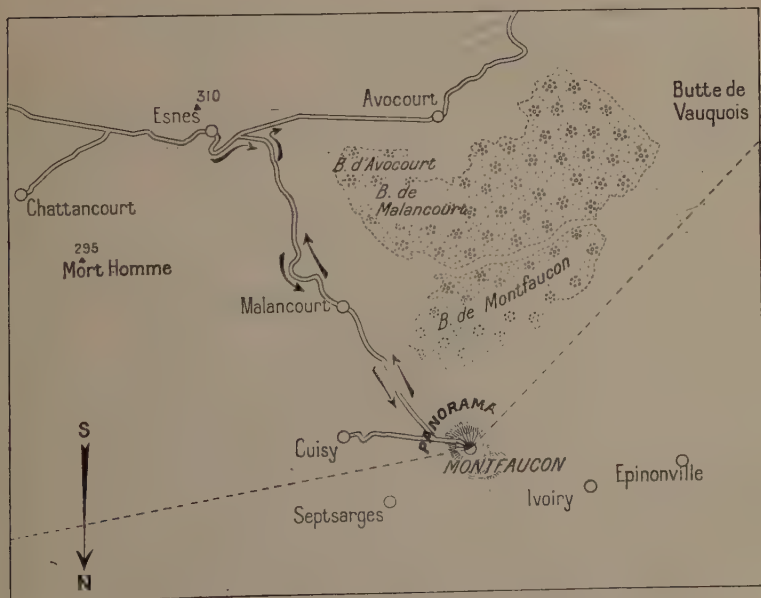 310
Esnes
Avocourt
Butte de
Vauquois
B. d'Avocourt
B. de
Malancourt
Chattancourt
295
Mort Homme
B. de Montfaucon
Malancourt
PANORAMA
S
Cuisy
MONTFAUCON
Epinonville
Ivoiry
Septsarges
N